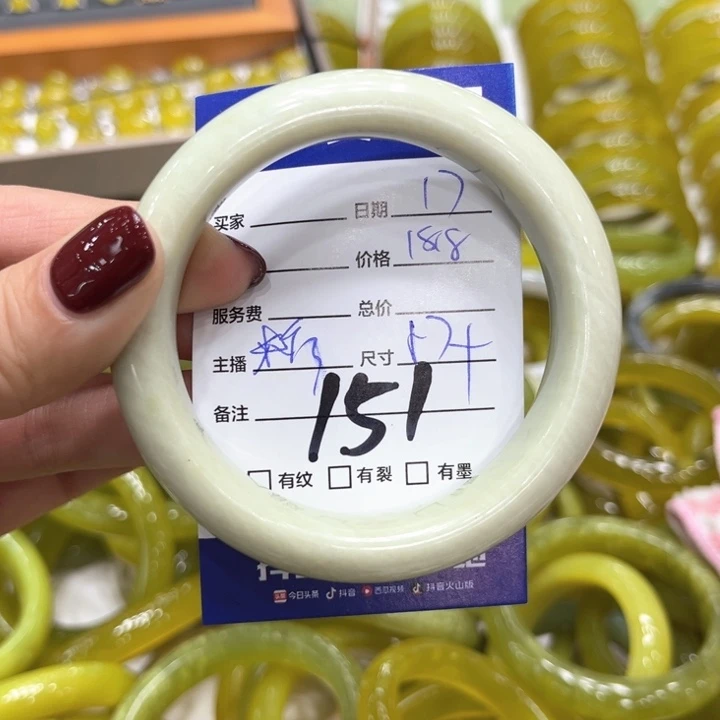 买家 日期 17
价格 188
服务费 总价
主播 尺寸 57+
备注 151
有纹 有裂 有墨
今日头条 抖音 西瓜视频 抖音火山版